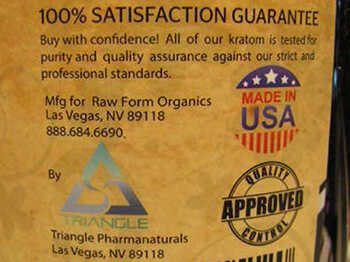 100% SATISFACTION GUARANTEE
Buy with confidence! All of our kratom is tested for
purity and quality assurance against our strict and
professional standards.
Mfg for Raw Form Organics
Las Vegas, NV 89118
888.684.6690
MADE IN
USA
By
TRIANGLE
Triangle Pharmanaturals
Las Vegas, NV 89118
QUALITY
APPROVED
CONTROL